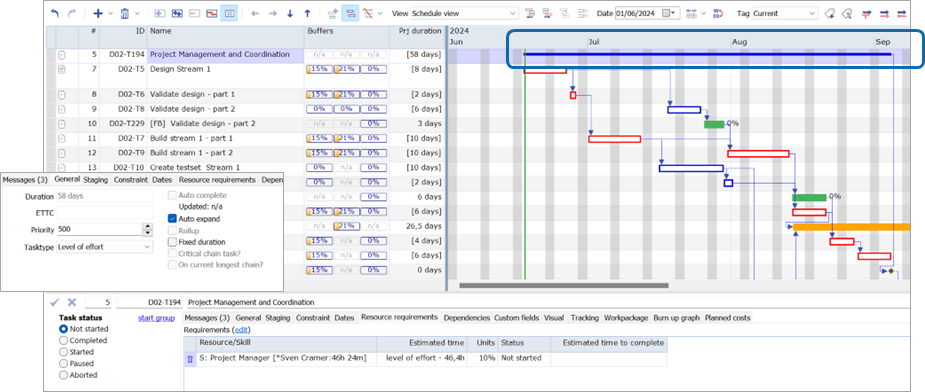 View Schedule view Date 01/06/2024 Tag Current
# ID Name Buffers Prj duration 2024
Jun Jul Aug Sep
5 D02-T194 Project Management and Coordination n/a n/a n/a [58 days]
7 D02-T5 Design Stream 1 15% 21% 0% [8 days]
8 D02-T6 Validate design - part 1 15% 21% 0% [2 days]
9 D02-T8 Validate design - part 2 0% 0% 0% [6 days]
10 D02-T229 [FB] Validate design - part 2 n/a n/a 0% 3 days 0%
11 D02-T7 Build stream 1 - part 1 15% 21% 0% [10 days]
12 D02-T9 Build stream 1 - part 2 15% 21% 0% [10 days]
13 D02-T10 Create testset Stream 1 0% n/a 0% [10 days]
0% n/a 0% [2 days]
n/a n/a 0% 6 days 0%
15% 21% 0% [6 days]
n/a 21% n/a 26,5 days
15% n/a 0% [4 days]
15% n/a 0% [6 days]
15% n/a 0% 0 days
Messages (3) General Staging Constraint Dates Resource requirements Depen
Duration 58 days
ETTC
Priority 500
Tasktype Level of effort
Auto complete
Updated: n/a
Auto expand
Rollup
Fixed duration
Critical chain task?
On current longest chain?
5 D02-T194 Project Management and Coordination
Task status start group
Not started
Completed
Started
Paused
Aborted
Messages (3) General Staging Constraint Dates Resource requirements Dependencies Custom fields Visual Tracking Workpackage Burn up graph Planned costs
Requirements (edit)
Resource/Skill Estimated time Units Status Estimated time to complete
S: Project Manager [*Sven Cramer:46h 24m] level of effort - 46,4h 10% Not started